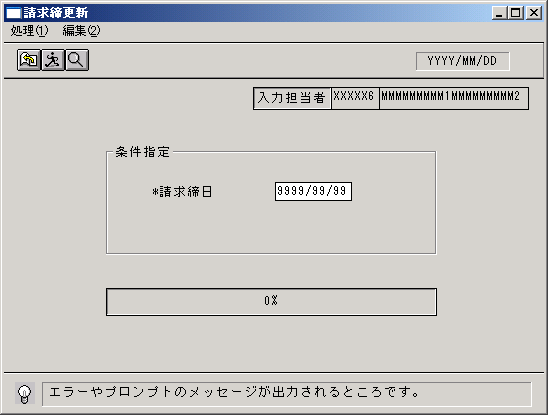 請求締更新
処理(1) 編集(2)
YYYY/MM/DD
入力担当者 XXXXX6 MMMMMMMMM1MMMMMMMMM2
条件指定
*請求締日 9999/99/99
0%
エラーやプロンプトのメッセージが出力されるところです。